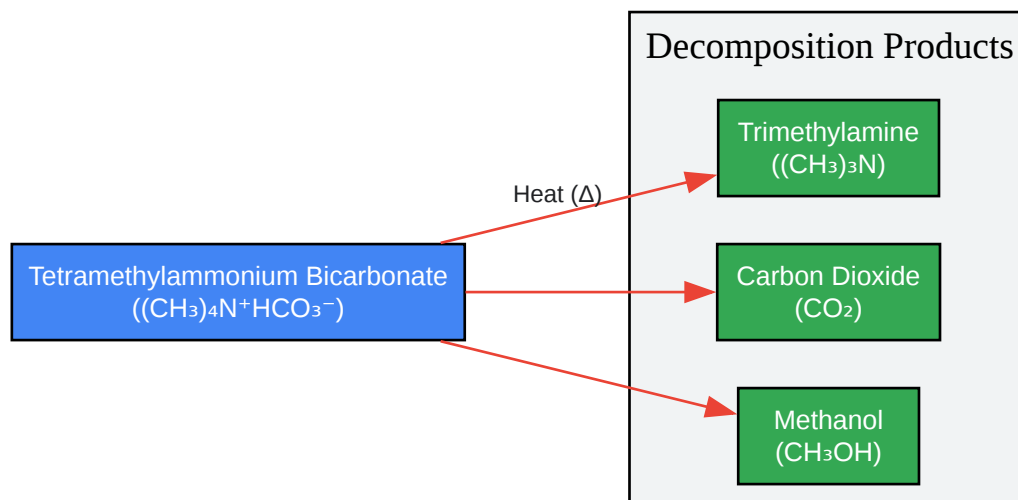 Decomposition Products
Trimethylamine
((CH₃)₃N)
Heat (Δ)
Tetramethylammonium Bicarbonate
((CH₃)₄N⁺HCO₃⁻)
Carbon Dioxide
(CO₂)
Methanol
(CH₃OH)